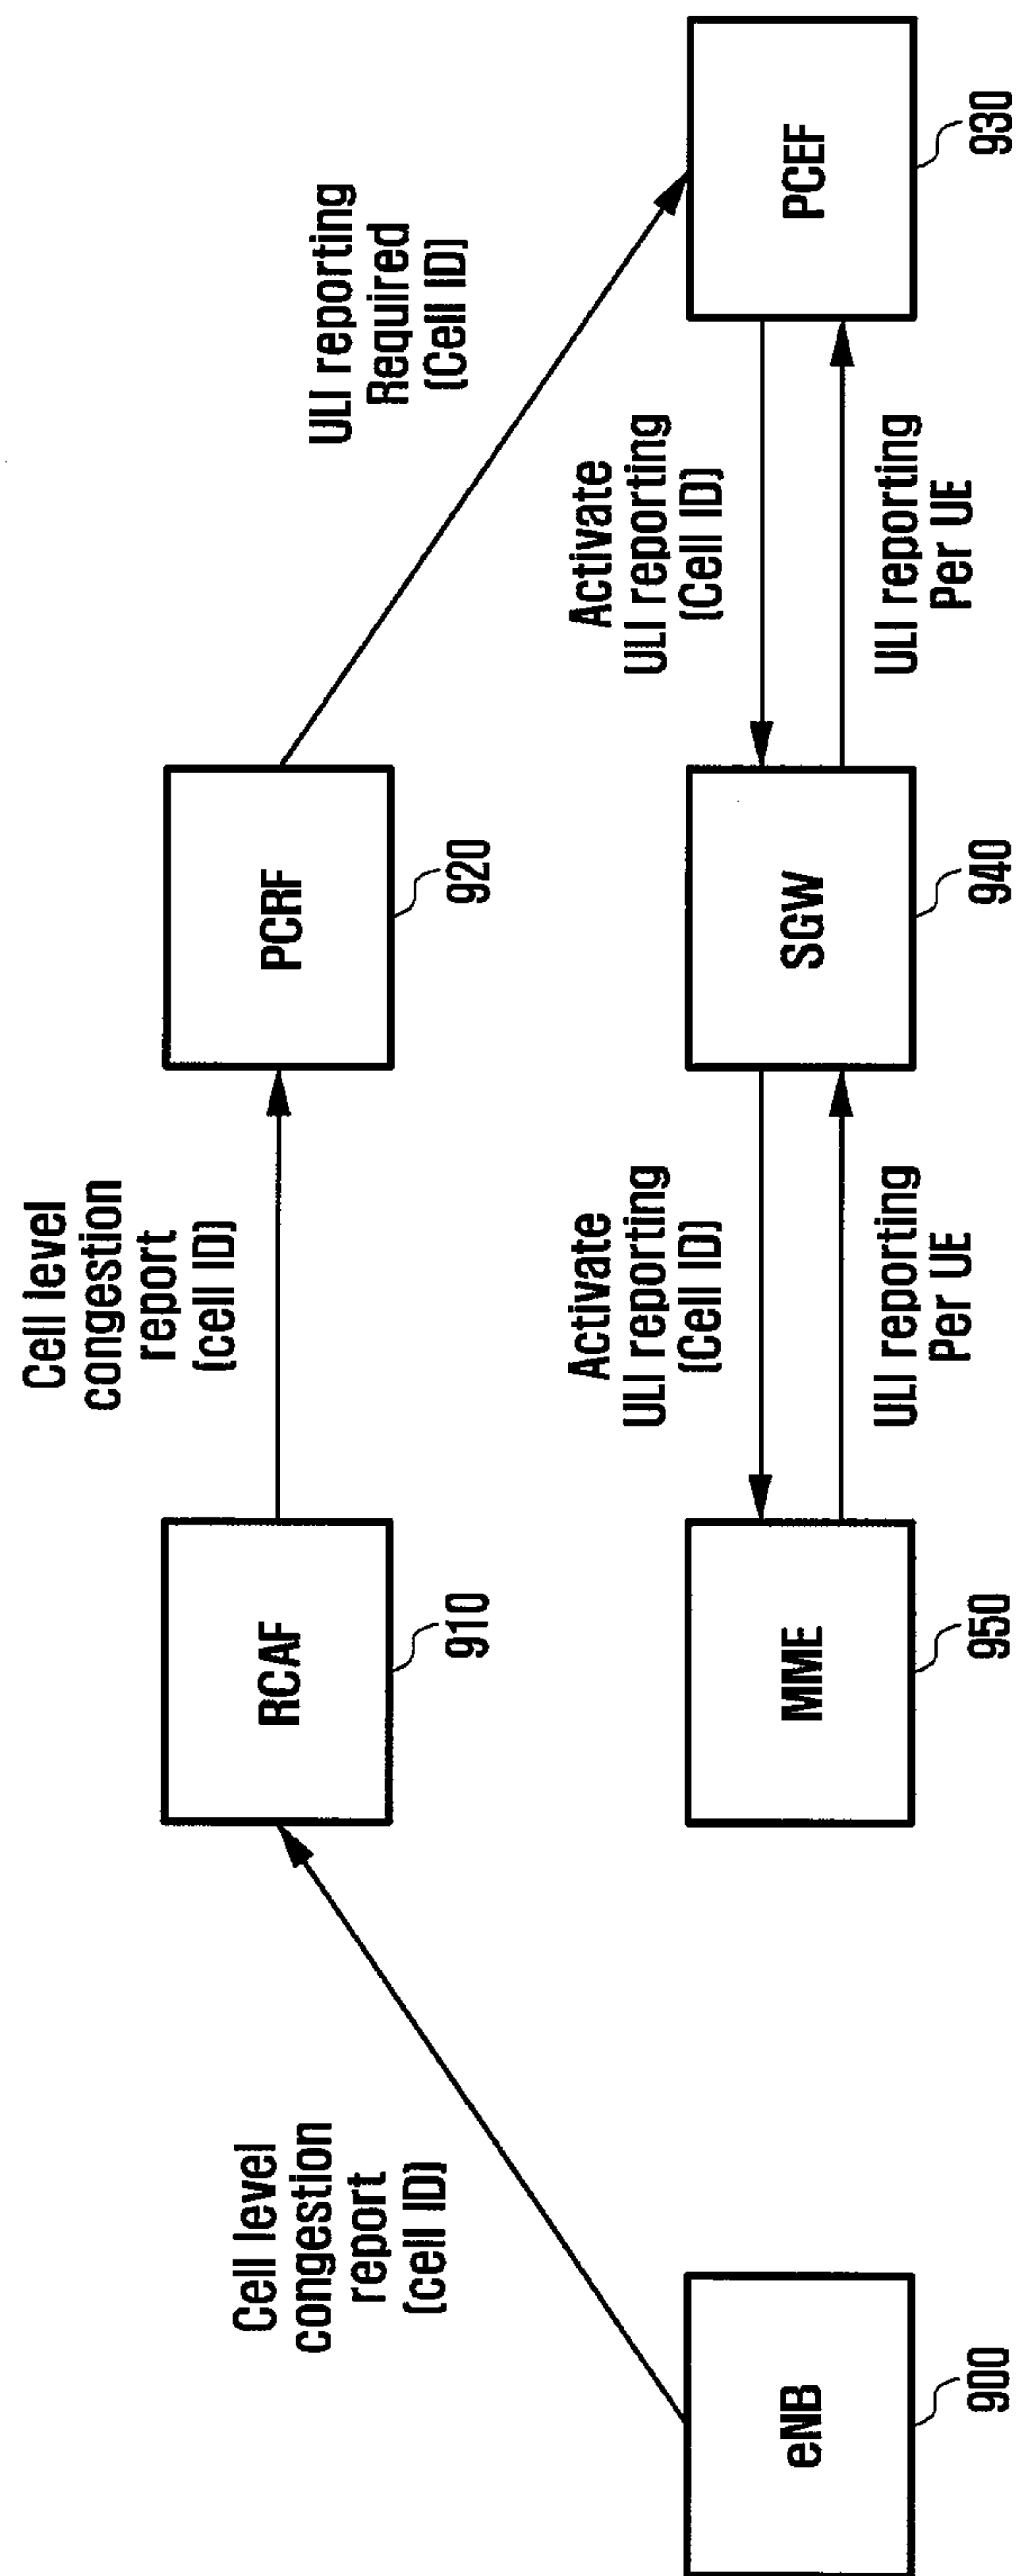 Cell level
congestion
report
(cell ID)
Cell level
congestion
report
(cell ID)
ULI reporting
Required
(Cell ID)
RCAF
910
PCRF
920
Activate
ULI reporting
(Cell ID)
Activate
ULI reporting
(Cell ID)
eNB
900
MME
950
SGW
940
PCEF
930
ULI reporting
Per UE
ULI reporting
Per UE